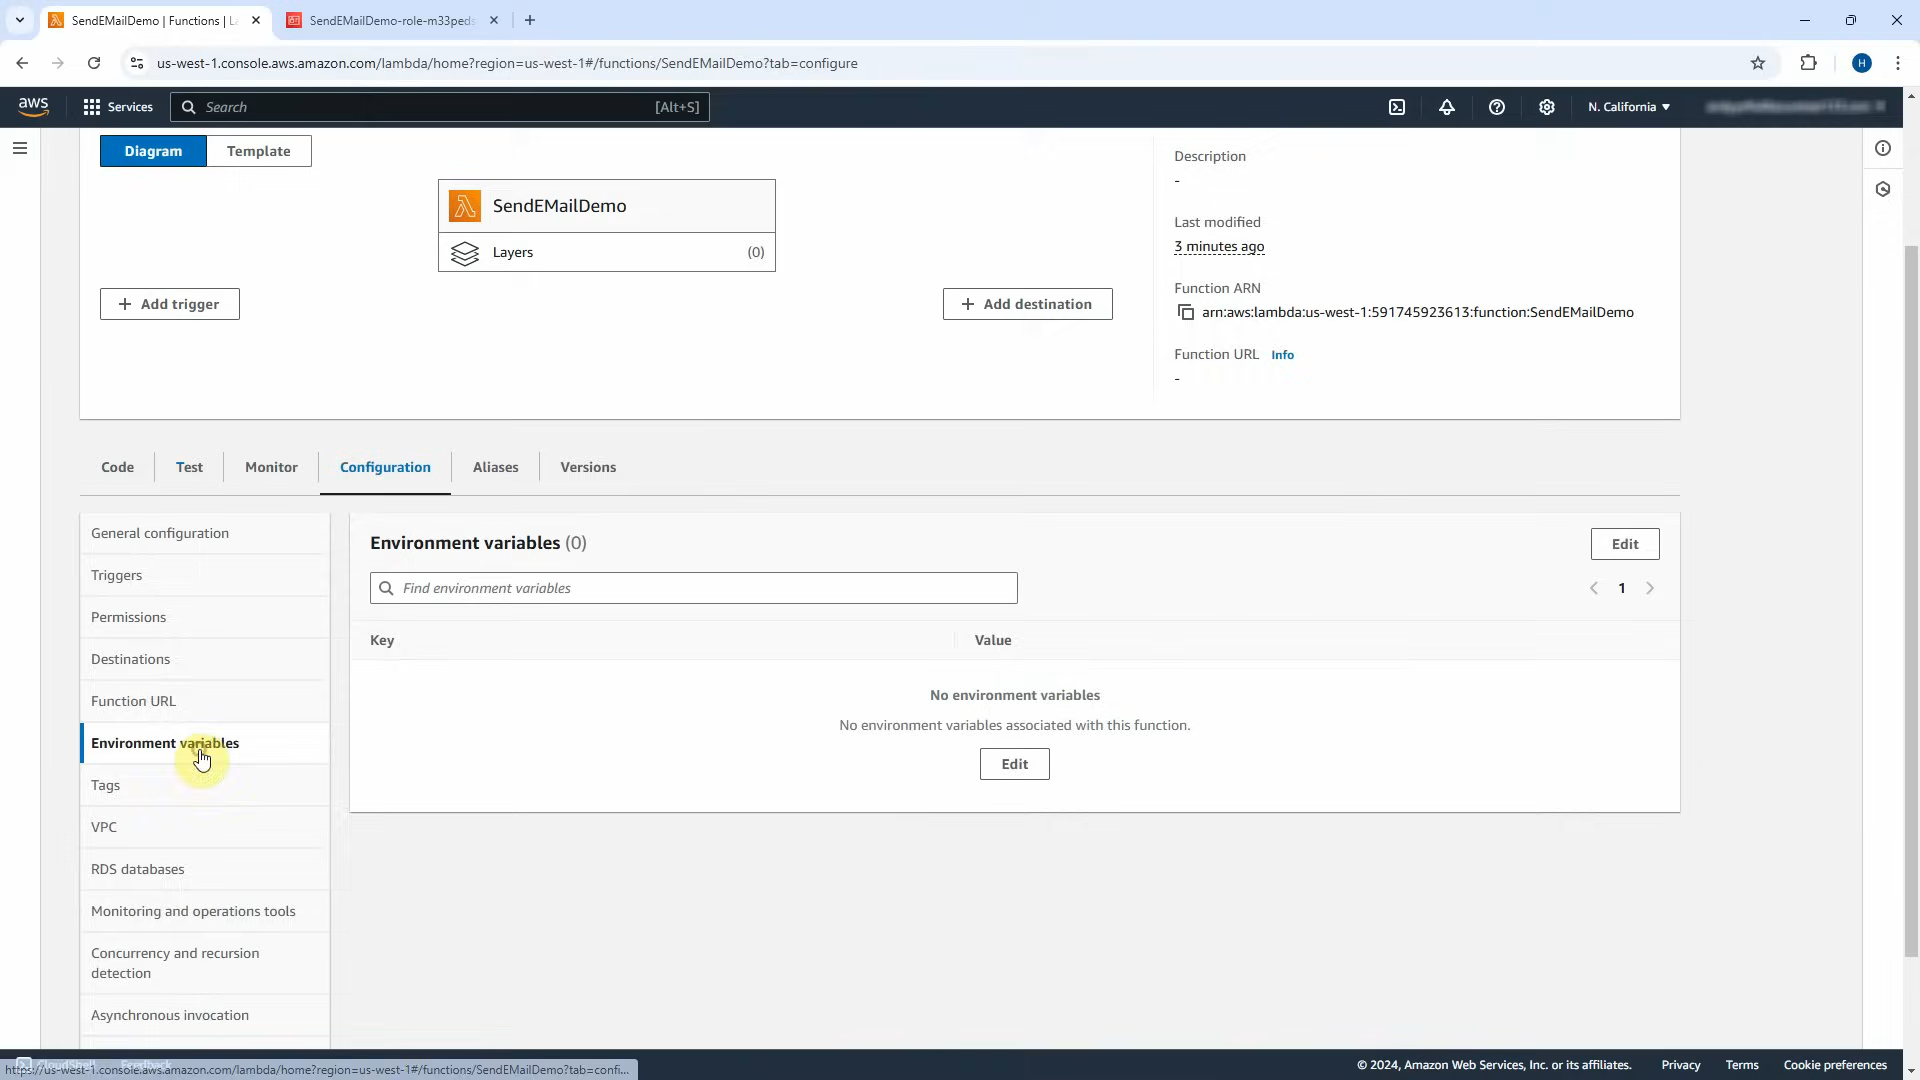 SendEMailDemo | Functions | L
SendEMailDemo-role-m33peds
us-west-1.console.aws.amazon.com/lambda/home?region=us-west-1#/functions/SendEMailDemo?tab=configure
H
aws
Services
Search
[Alt+S]
N. California
Diagram
Template
SendEMailDemo
Layers
(0)
+ Add trigger
+ Add destination
Description
-
Last modified
3 minutes ago
Function ARN
arn:aws:lambda:us-west-1:591745923613:function:SendEMailDemo
Function URL Info
-
Code
Test
Monitor
Configuration
Aliases
Versions
General configuration
Triggers
Permissions
Destinations
Function URL
Environment variables
Tags
VPC
RDS databases
Monitoring and operations tools
Concurrency and recursion
detection
Asynchronous invocation
Environment variables (0)
Edit
Find environment variables
1
Key
Value
No environment variables
No environment variables associated with this function.
Edit
CloudShell
Feedback
https://us-west-1.console.aws.amazon.com/lambda/home?region=us-west-1#/functions/SendEMailDemo?tab=confi...
© 2024, Amazon Web Services, Inc. or its affiliates.
Privacy
Terms
Cookie preferences